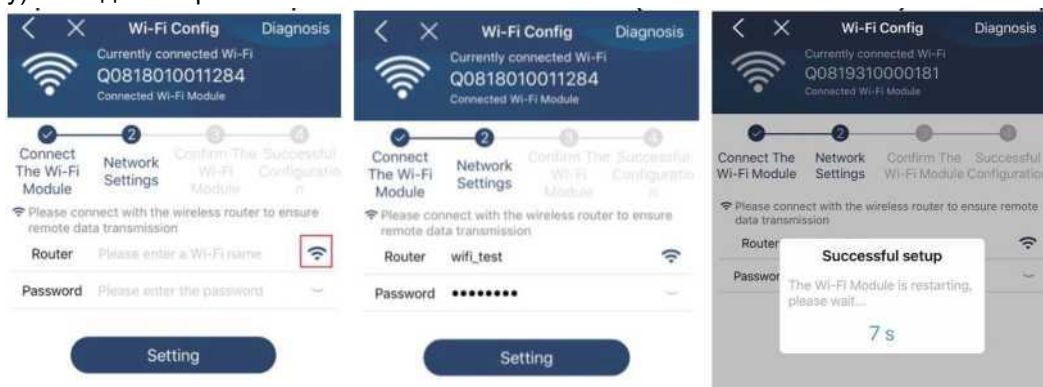 Wi-Fi Config Diagnosis
Currently connected Wi-Fi
Q0818010011284
Connected Wi-Fi Module
2 3 4
Connect The Wi-Fi Module
Network Settings
Confirm The Wi-Fi Module
Successful Configuration
Please connect with the wireless router to ensure
remote data transmission
Router Please enter a Wi-Fi name
Password Please enter the password
Setting
Wi-Fi Config Diagnosis
Currently connected Wi-Fi
Q0818010011284
Connected Wi-Fi Module
2 3 4
Connect The Wi-Fi Module
Network Settings
Confirm The Wi-Fi Module
Successful Configuration
Please connect with the wireless router to ensure
remote data transmission
Router wifi_test
Password ●●●●●●●●
Setting
Wi-Fi Config Diagnosis
Currently connected Wi-Fi
Q0819310000181
Connected Wi-Fi Module
2
Connect The Wi-Fi Module
Network Settings
Confirm The Wi-Fi Module
Successful Configuration
Please connect with the wireless router to ensure remote
data transmission
Router
Successful setup
The Wi-Fi Module is restarting,
please wait...
7 s